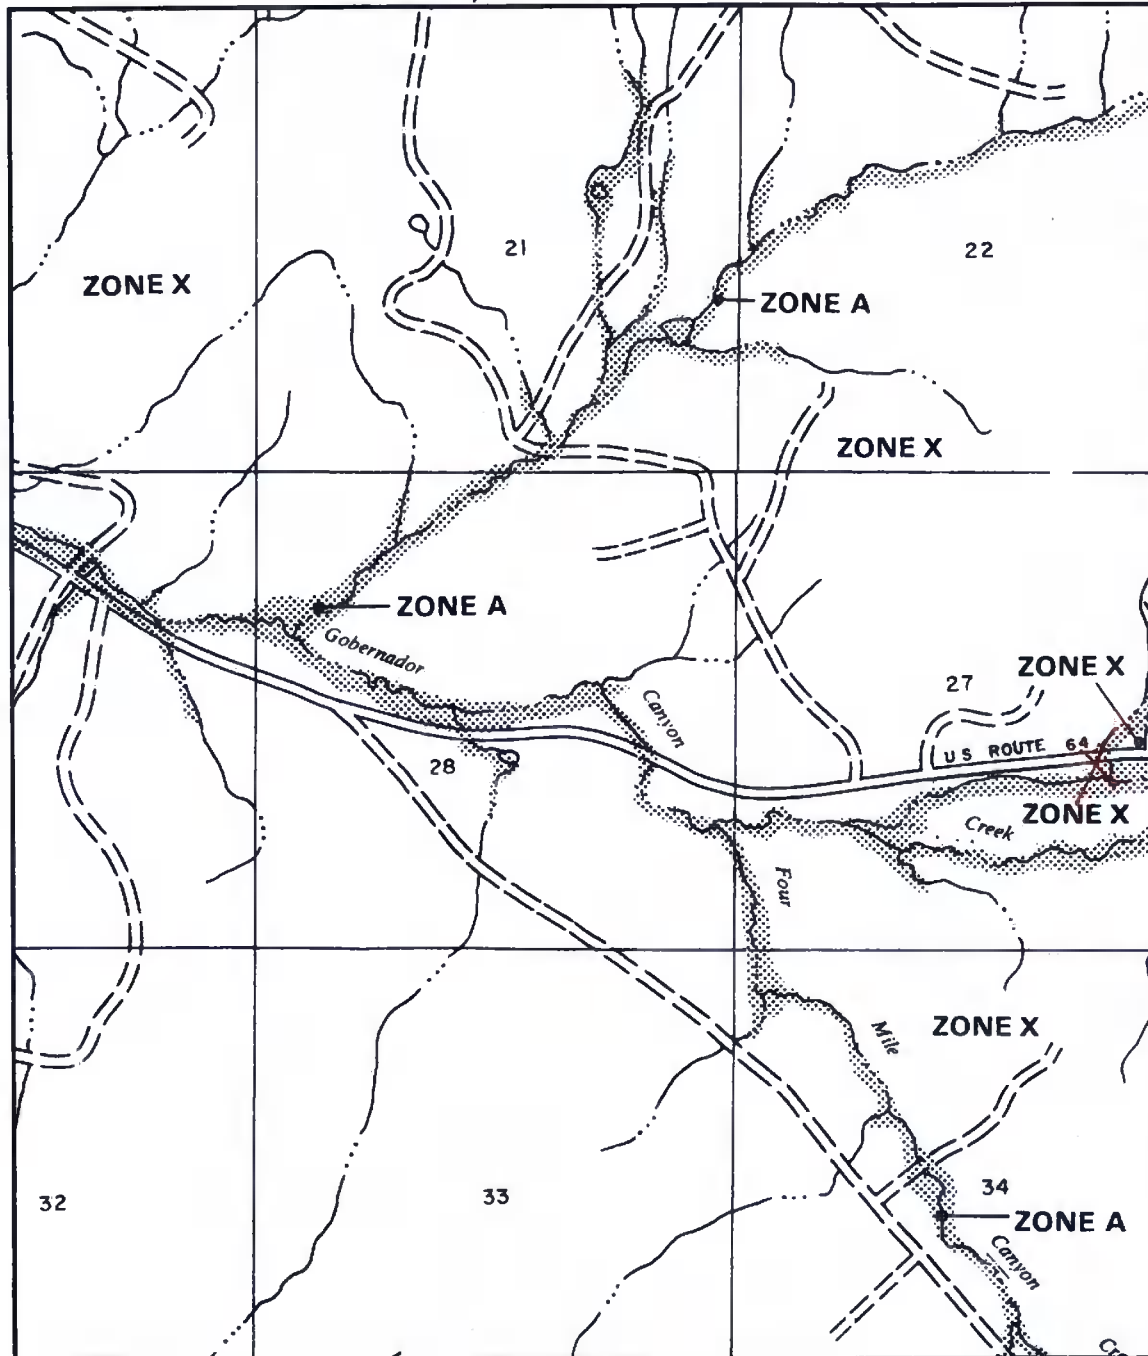 21
22
ZONE X
ZONE A
ZONE X
ZONE A
Gobernador
Canyon
ZONE X
27
US ROUTE 64
28
ZONE X
Creek
Four
Mile
ZONE X
32
33
34
ZONE A
Canyon